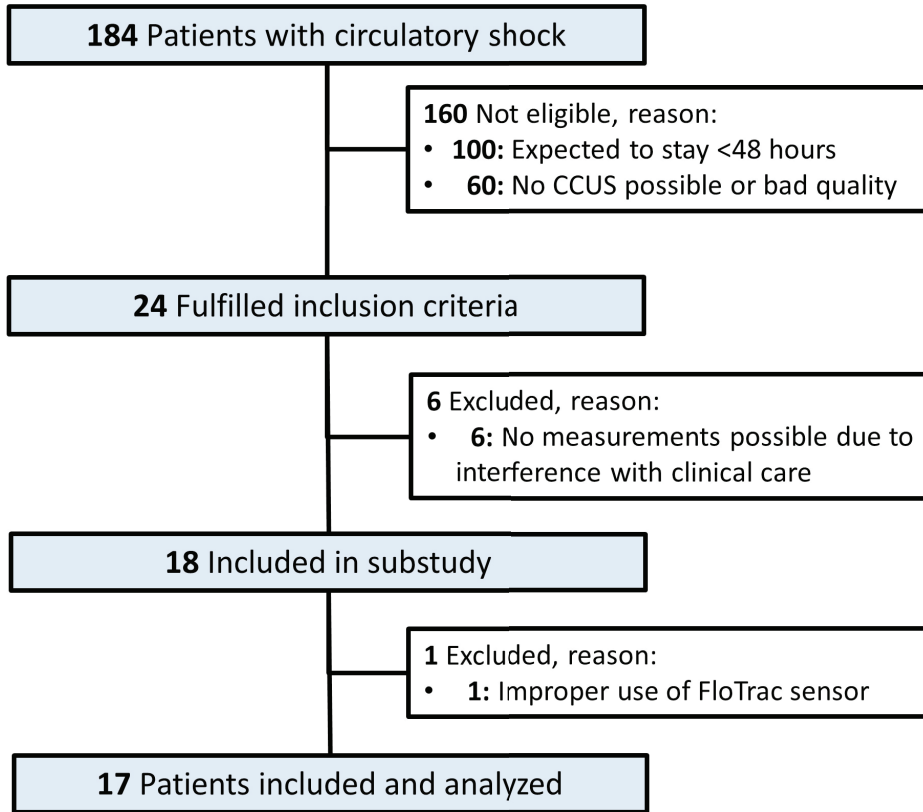 184 Patients with circulatory shock
160 Not eligible, reason:
• 100: Expected to stay <48 hours
• 60: No CCUS possible or bad quality
24 Fulfilled inclusion criteria
6 Excluded, reason:
• 6: No measurements possible due to
interference with clinical care
18 Included in substudy
1 Excluded, reason:
• 1: Improper use of FloTrac sensor
17 Patients included and analyzed